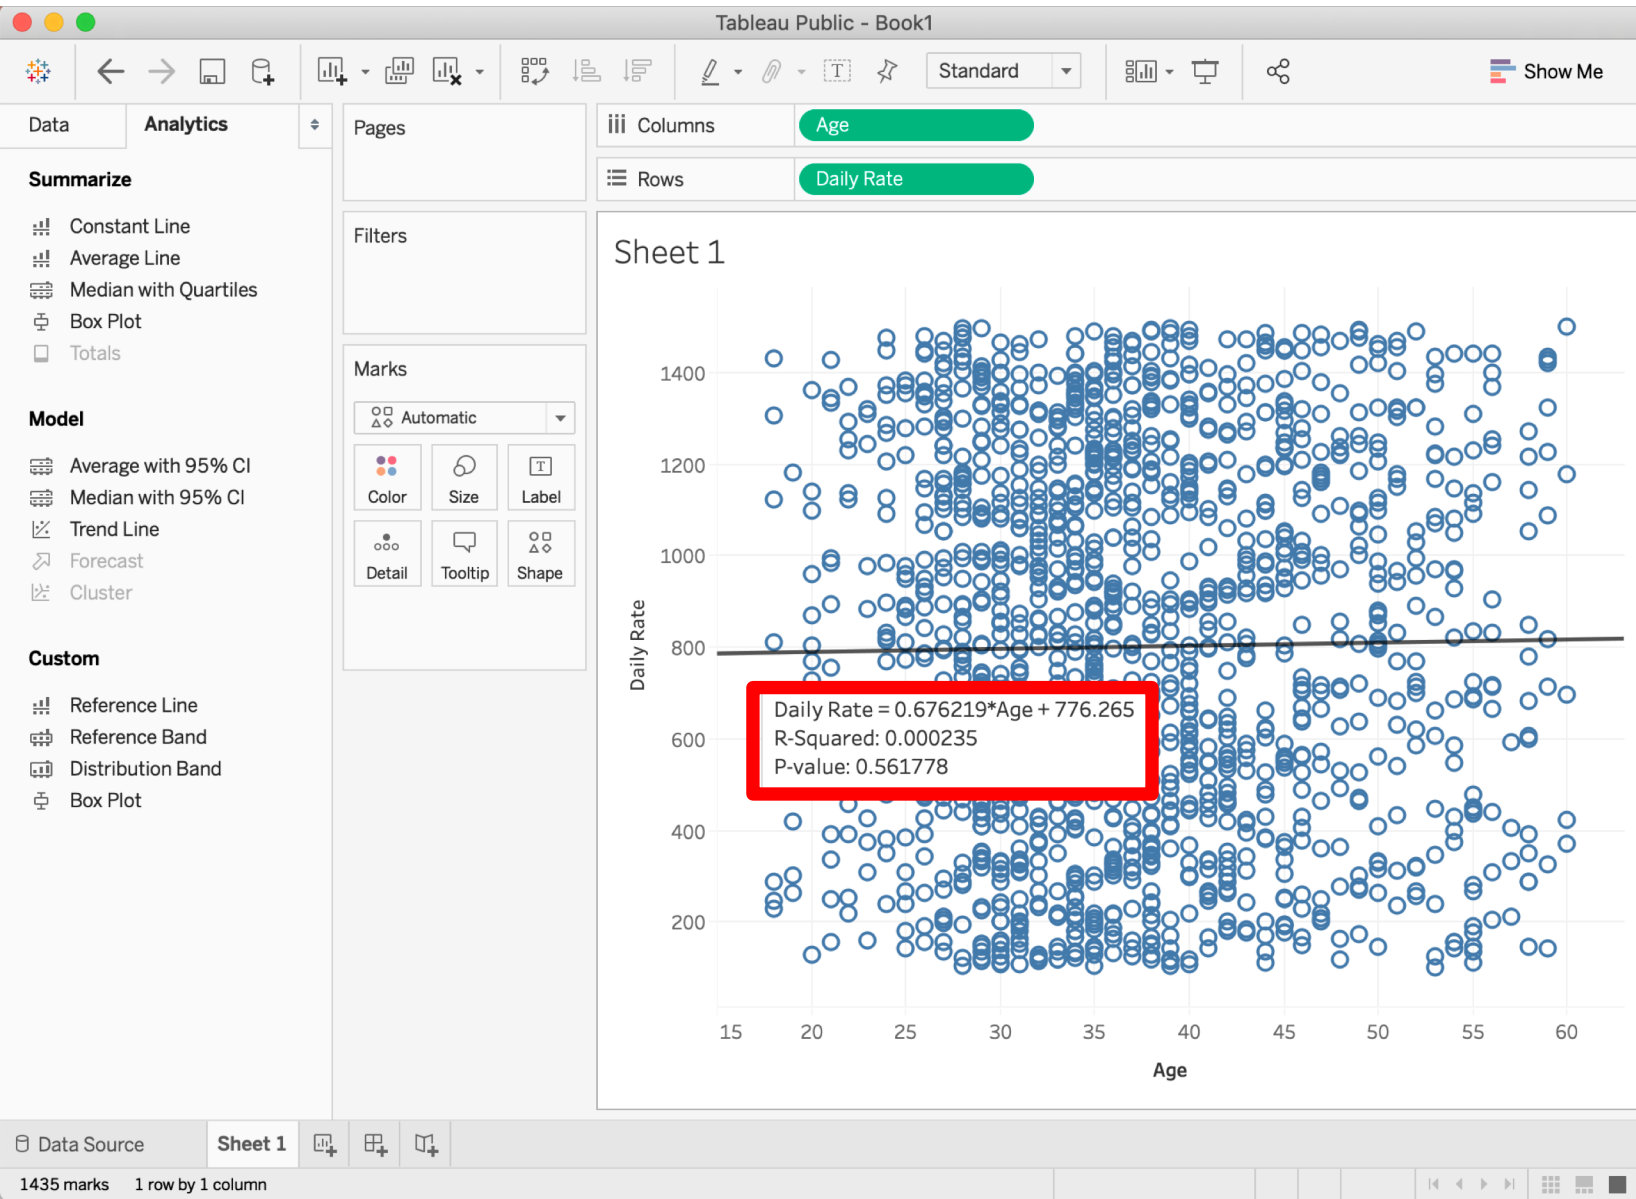 Tableau Public - Book1
Standard
Show Me
Data
Analytics
Pages
Columns
Age
Rows
Daily Rate
Summarize
Constant Line
Average Line
Median with Quartiles
Box Plot
Totals
Model
Average with 95% CI
Median with 95% CI
Trend Line
Forecast
Cluster
Custom
Reference Line
Reference Band
Distribution Band
Box Plot
Filters
Marks
Automatic
Color
Size
T
Label
Detail
Tooltip
Shape
Sheet 1
1400
1200
1000
800
600
400
200
Daily Rate
Daily Rate = 0.676219*Age + 776.265
R-Squared: 0.000235
P-value: 0.561778
15
20
25
30
35
40
45
50
55
60
Age
Data Source
Sheet 1
1435 marks
1 row by 1 column